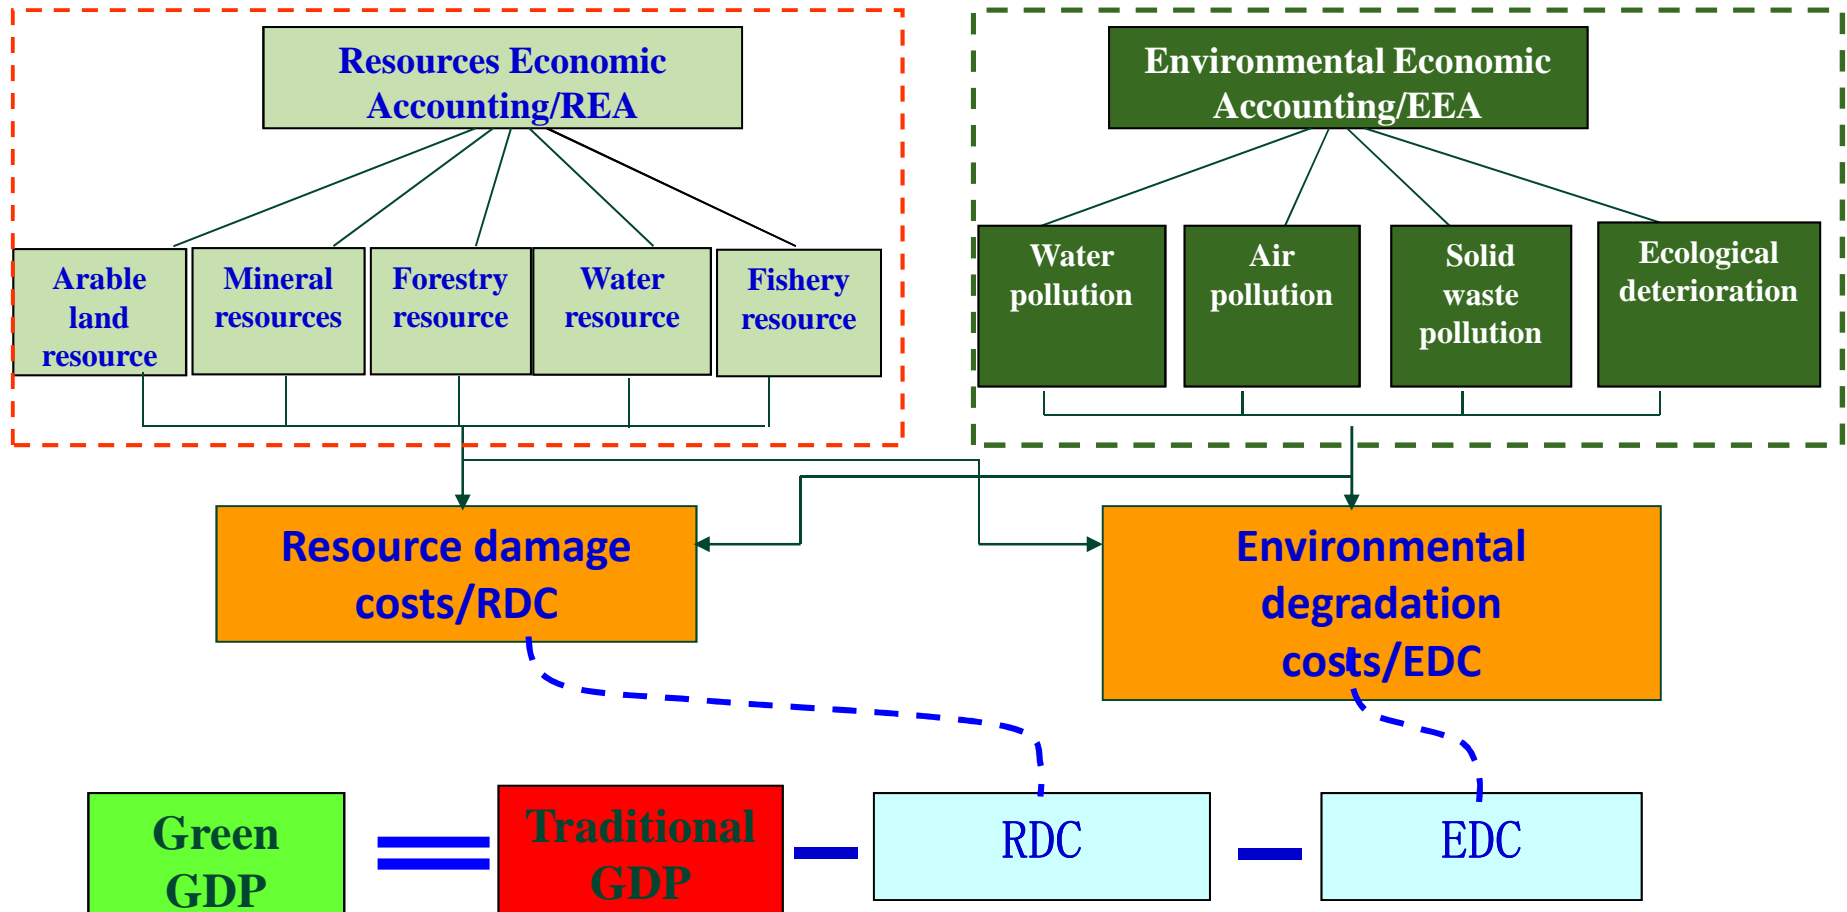 Resources Economic
Accounting/REA
Environmental Economic
Accounting/EEA
Arable
land
resource
Mineral
resources
Forestry
resource
Water
resource
Fishery
resource
Water
pollution
Air
pollution
Solid
waste
pollution
Ecological
deterioration
Resource damage
costs/RDC
Environmental
degradation
costs/EDC
Green
GDP
Traditional
GDP
RDC
EDC